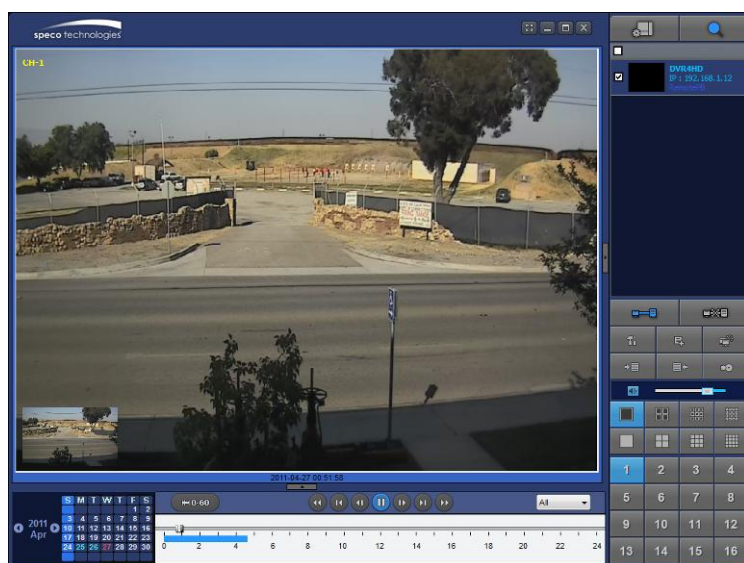 speco technologies
CH-1
DVR4HD
IP : 192.168.1.12
2011-04-27 00:51:58
2011
Apr
S M T W T F S
1 2
3 4 5 6 7 8 9
10 11 12 13 14 15 16
17 18 19 20 21 22 23
24 25 26 27 28 29 30
0-60
All
0 2 4 6 8 10 12 14 16 18 20 22 24
1 2 3 4
5 6 7 8
9 10 11 12
13 14 15 16